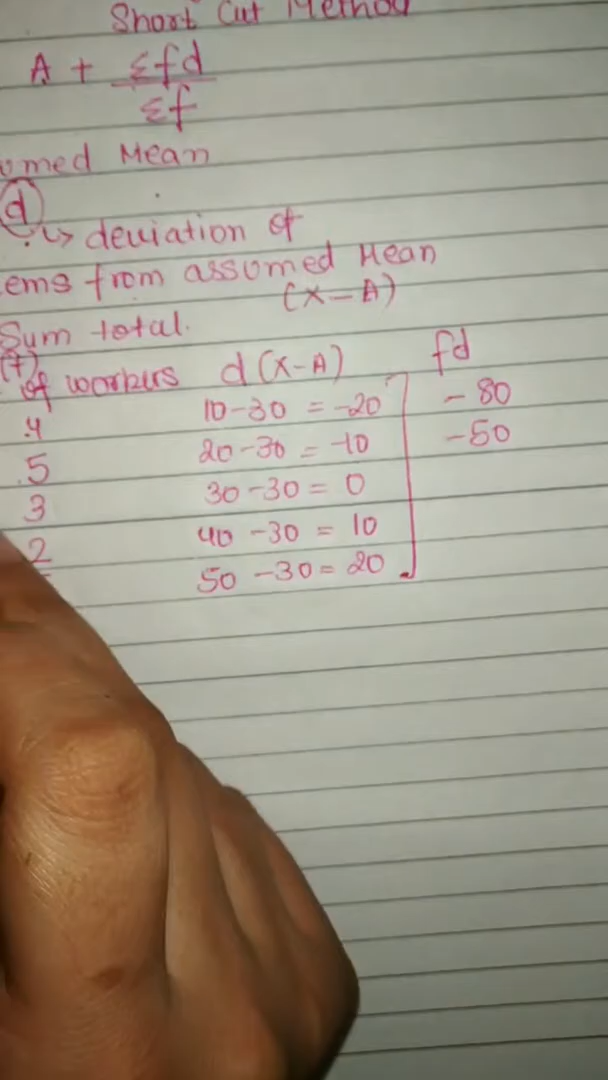 Short Cut Method
A + Σfd
Σf
umed Mean
d
↳ deviation of
ems from assumed Mean
(X-A)
Sum total.
(f)
of workers d (X-A) fd
4 10-30 = -20 -80
5 20-30 = -10 -50
3 30-30 = 0
2 40-30 = 10
50-30 = 20